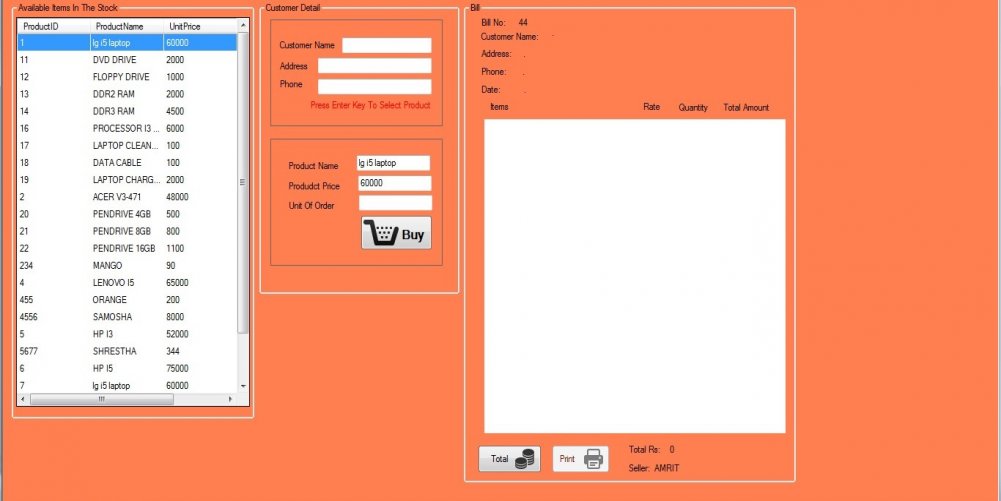 Available Items In The Stock
ProductID ProductName UnitPrice
1 lg i5 laptop 60000
11 DVD DRIVE 2000
12 FLOPPY DRIVE 1000
13 DDR2 RAM 2000
14 DDR3 RAM 4500
16 PROCESSOR I3 ... 6000
17 LAPTOP CLEAN... 100
18 DATA CABLE 100
19 LAPTOP CHARG... 2000
2 ACER V3-471 48000
20 PENDRIVE 4GB 500
21 PENDRIVE 8GB 800
22 PENDRIVE 16GB 1100
234 MANGO 90
4 LENOVO I5 65000
455 ORANGE 200
4556 SAMOSHA 8000
5 HP I3 52000
5677 SHRESTHA 344
6 HP I5 75000
7 lg i5 laptop 60000
Customer Detail
Customer Name
Address
Phone
Press Enter Key To Select Product
Product Name lg i5 laptop
Produdct Price 60000
Unit Of Order
Buy
Bill
Bill No: 44
Customer Name: .
Address: .
Phone: .
Date: .
Items Rate Quantity Total Amount
Total Print Total Rs: 0
Seller: AMRIT